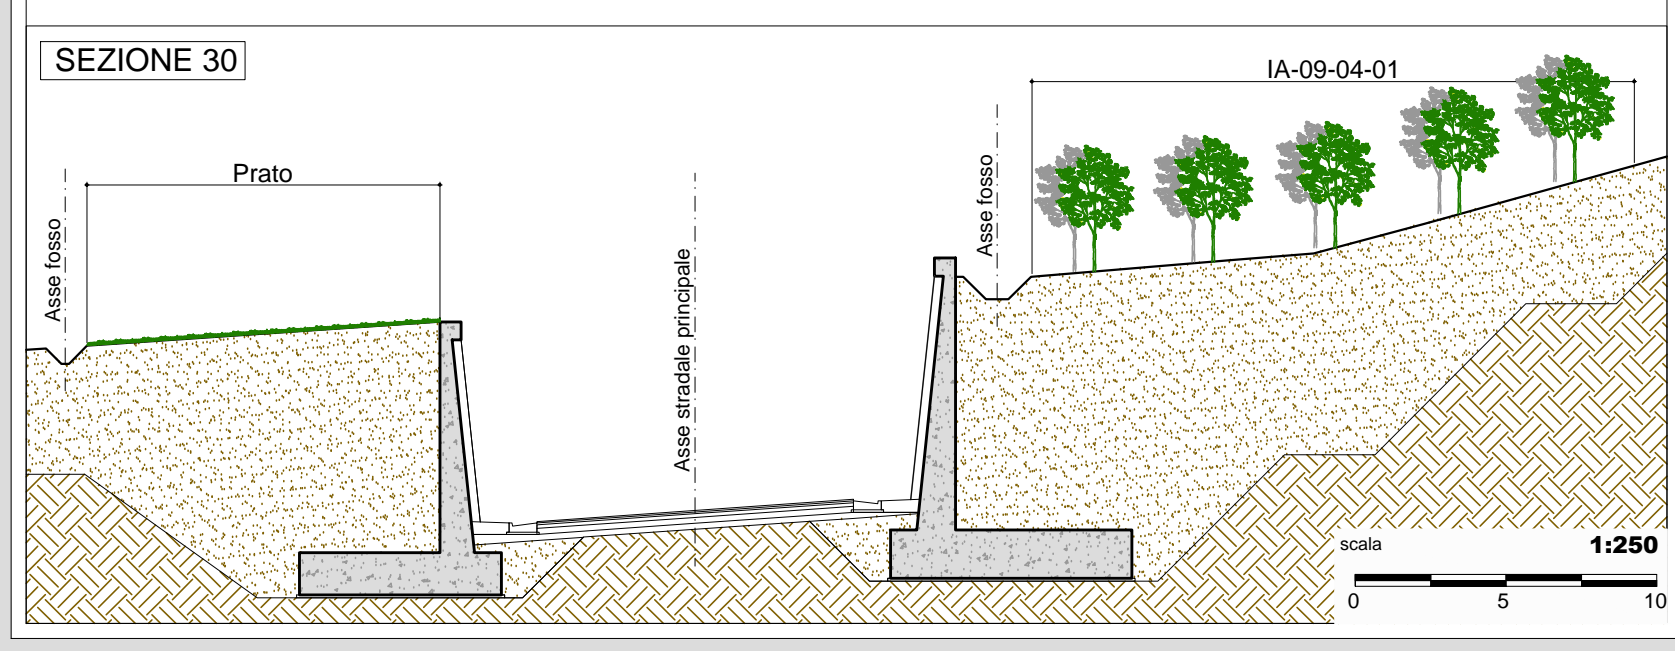 SEZIONE 30
IA-09-04-01
Prato
Asse fosso
Asse stradale principale
Asse fosso
scala 1:250
0 5 10